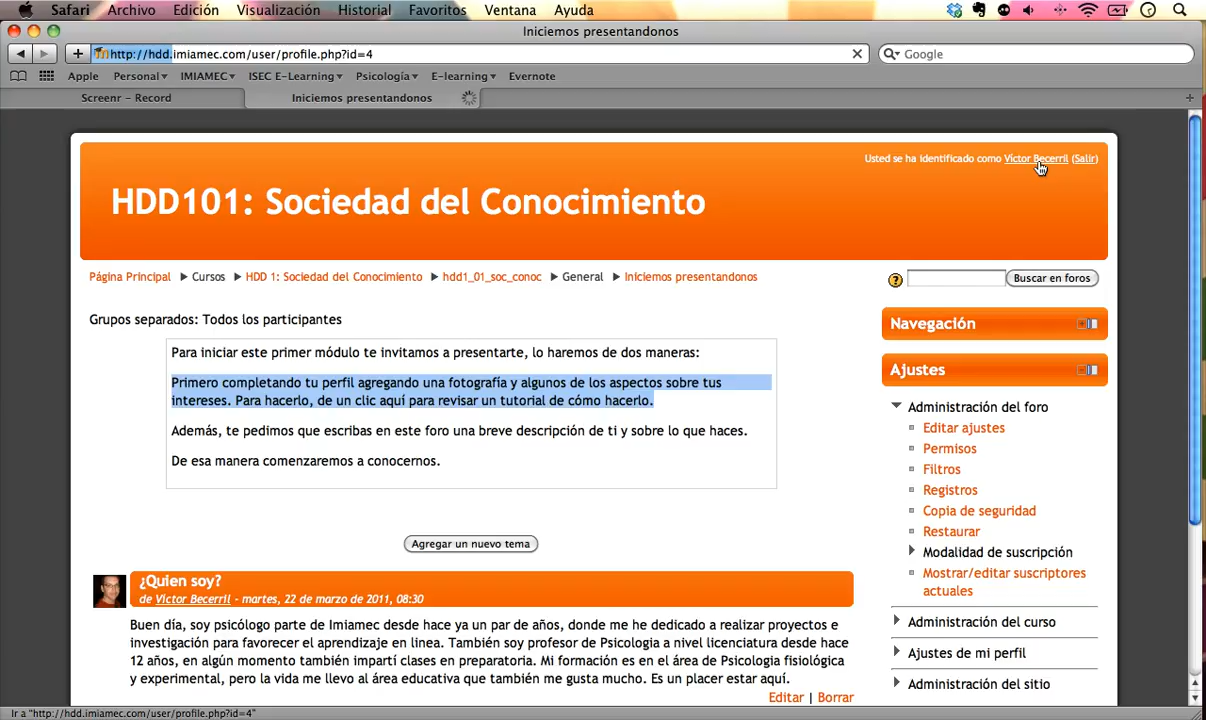 Safari Archivo Edición Visualización Historial Favoritos Ventana Ayuda
Iniciemos presentandonos
http://hdd.imiamec.com/user/profile.php?id=4
Google
Apple Personal IMIAMEC ISEC E-Learning Psicología E-learning Evernote
Screenr - Record
Iniciemos presentandonos
Usted se ha identificado como Victor Becerril (Salir)
HDD101: Sociedad del Conocimiento
Página Principal ► Cursos ► HDD 1: Sociedad del Conocimiento ► hdd1_01_soc_conoc ► General ► Iniciemos presentandonos
Buscar en foros
Grupos separados: Todos los participantes
Para iniciar este primer módulo te invitamos a presentarte, lo haremos de dos maneras:
Primero completando tu perfil agregando una fotografía y algunos de los aspectos sobre tus
intereses. Para hacerlo, de un clic aquí para revisar un tutorial de cómo hacerlo.
Además, te pedimos que escribas en este foro una breve descripción de ti y sobre lo que haces.
De esa manera comenzaremos a conocernos.
Agregar un nuevo tema
¿Quien soy?
de Victor Becerril - martes, 22 de marzo de 2011, 08:30
Buen día, soy psicólogo parte de Imiamec desde hace ya un par de años, donde me he dedicado a realizar proyectos e
investigación para favorecer el aprendizaje en linea. También soy profesor de Psicologia a nivel licenciatura desde hace
12 años, en algún momento también impartí clases en preparatoria. Mi formación es en el área de Psicologia fisiológica
y experimental, pero la vida me llevo al área educativa que también me gusta mucho. Es un placer estar aquí.
Editar | Borrar
Navegación
Ajustes
Administración del foro
Editar ajustes
Permisos
Filtros
Registros
Copia de seguridad
Restaurar
Modalidad de suscripción
Mostrar/editar suscriptores
actuales
Administración del curso
Ajustes de mi perfil
Administración del sitio
Ir a "http://hdd.imiamec.com/user/profile.php?id=4"